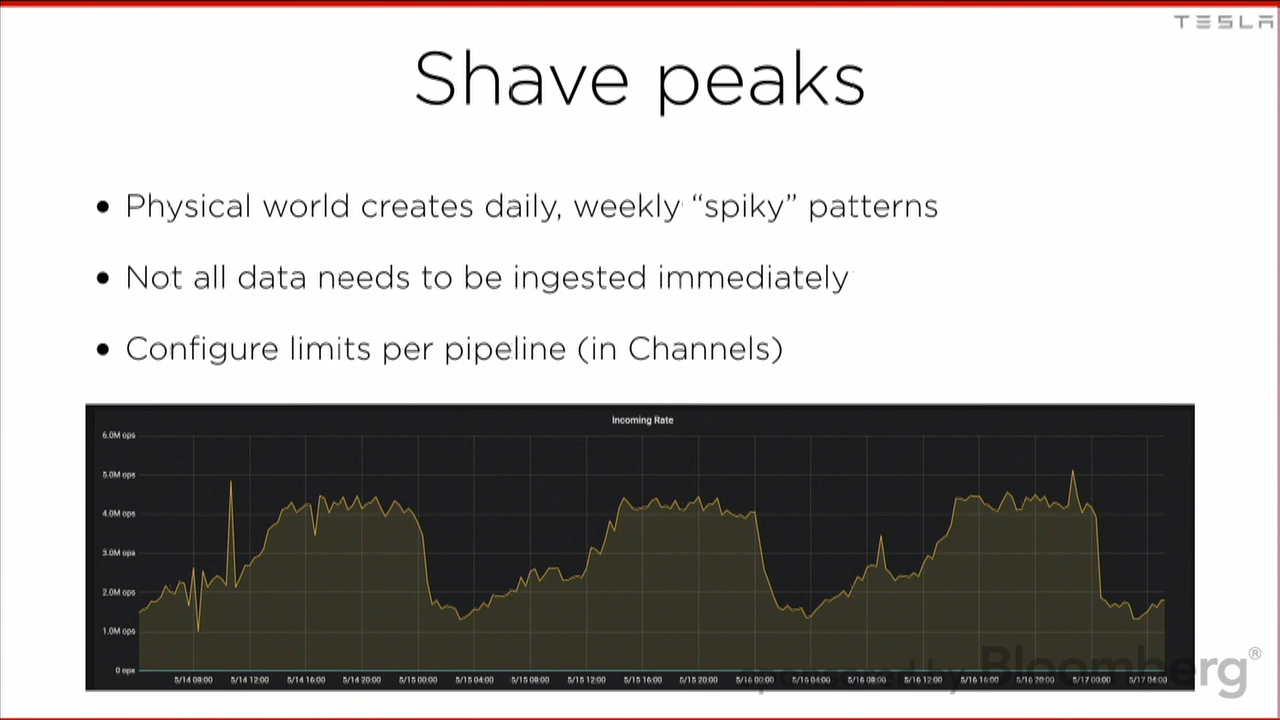 TESLA
Shave peaks
• Physical world creates daily, weekly “spiky” patterns
• Not all data needs to be ingested immediately
• Configure limits per pipeline (in Channels)
Incoming Rate
6.0M ops
5.0M ops
4.0M ops
3.0M ops
2.0M ops
1.0M ops
0 ops
5/14 08:00 5/14 12:00 5/14 16:00 5/14 20:00 5/15 00:00 5/15 04:00 5/15 08:00 5/15 12:00 5/15 16:00 5/15 20:00 5/16 00:00 5/16 04:00 5/16 08:00 5/16 12:00 5/16 16:00 5/16 20:00 5/17 00:00 5/17 04:00
sponsored by Bloomberg®